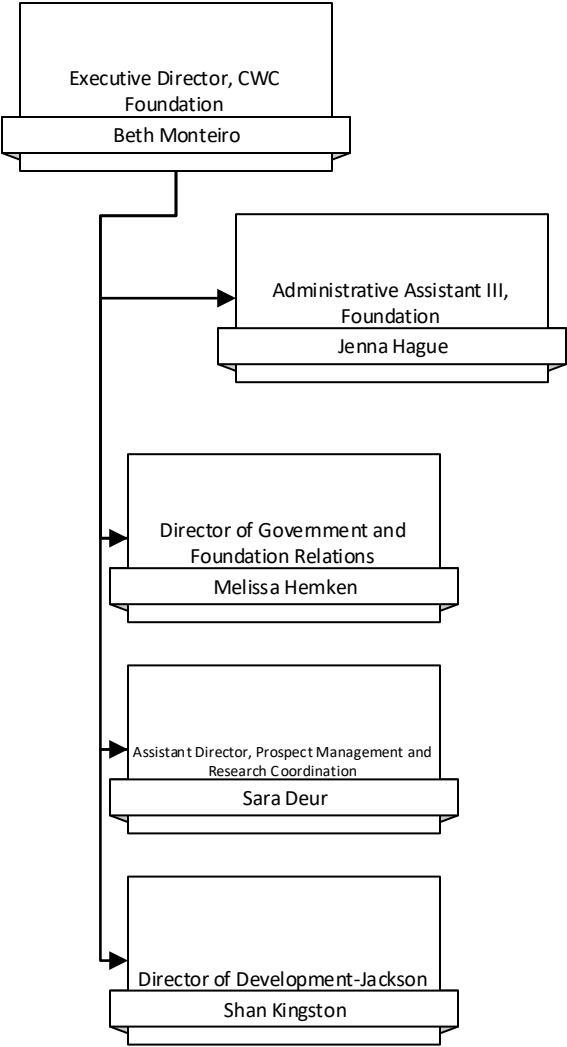 Executive Director, CWC
Foundation
Beth Monteiro
Administrative Assistant III,
Foundation
Jenna Hague
Director of Government and
Foundation Relations
Melissa Hemken
Assistant Director, Prospect Management and
Research Coordination
Sara Deur
Director of Development-Jackson
Shan Kingston